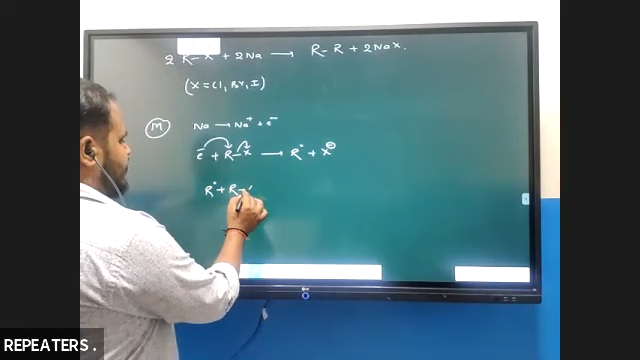 2 R–X + 2Na ⟶ R–R + 2NaX.
(X = Cl, Br, I)
M Na ⟶ Na⁺ + e⁻
e⁻ + R–X ⟶ R• + X⊖
R• + R–
REPEATERS.